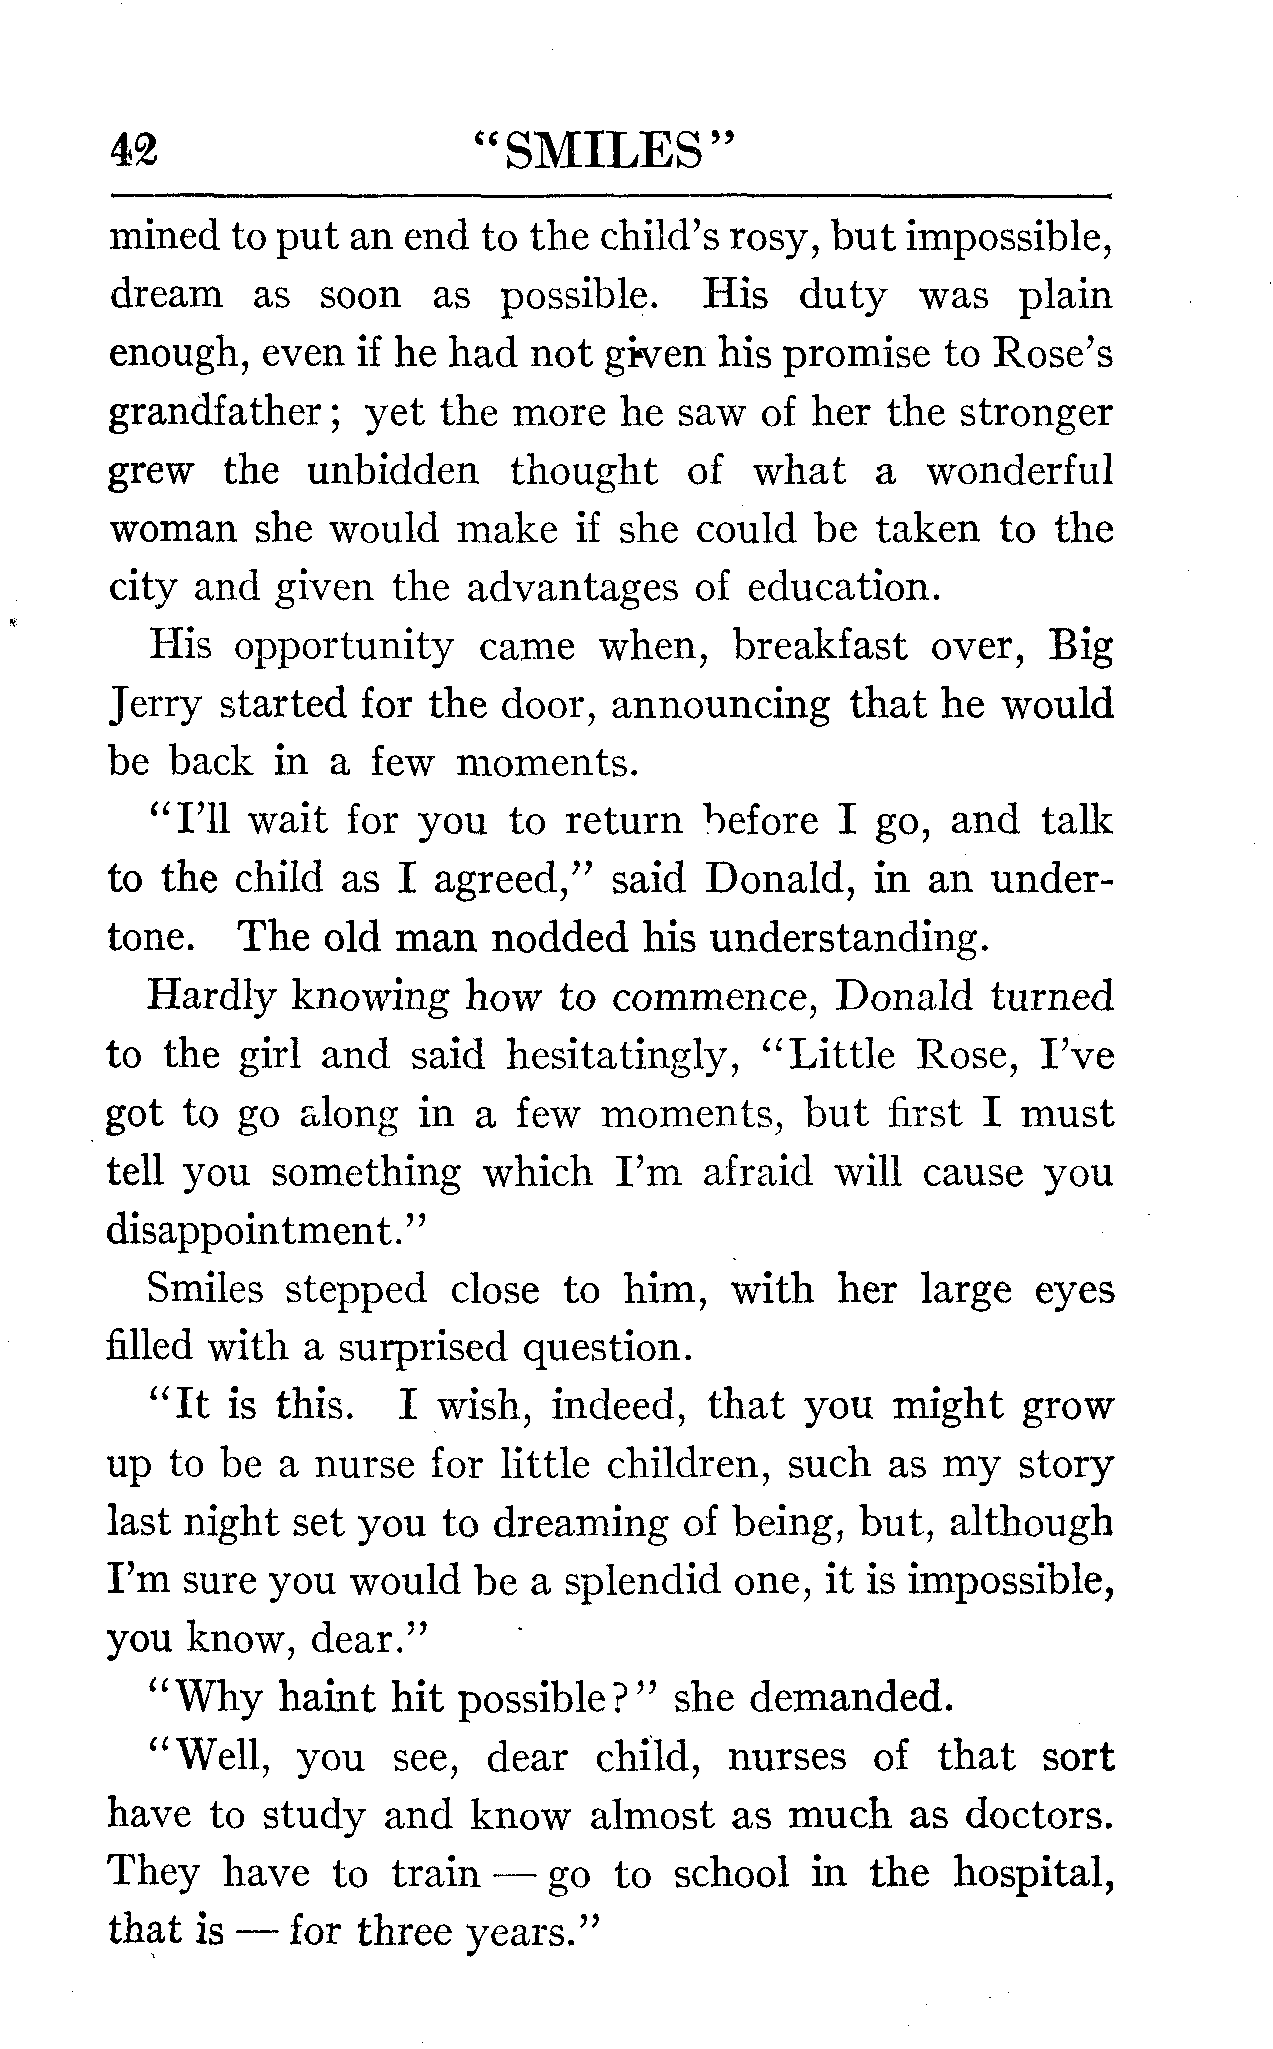 42 "SMILES"
mined to put an end to the child's rosy, but impossible,
dream as soon as possible. His duty was plain
enough, even if he had not given his promise to Rose's
grandfather; yet the more he saw of her the stronger
grew the unbidden thought of what a wonderful
woman she would make if she could be taken to the
city and given the advantages of education.
His opportunity came when, breakfast over, Big
Jerry started for the door, announcing that he would
be back in a few moments.
"I'll wait for you to return before I go, and talk
to the child as I agreed," said Donald, in an under-
tone. The old man nodded his understanding.
Hardly knowing how to commence, Donald turned
to the girl and said hesitatingly, "Little Rose, I've
got to go along in a few moments, but first I must
tell you something which I'm afraid will cause you
disappointment."
Smiles stepped close to him, with her large eyes
filled with a surprised question.
"It is this. I wish, indeed, that you might grow
up to be a nurse for little children, such as my story
last night set you to dreaming of being, but, although
I'm sure you would be a splendid one, it is impossible,
you know, dear."
"Why haint hit possible?" she demanded.
"Well, you see, dear child, nurses of that sort
have to study and know almost as much as doctors.
They have to train — go to school in the hospital,
that is — for three years."